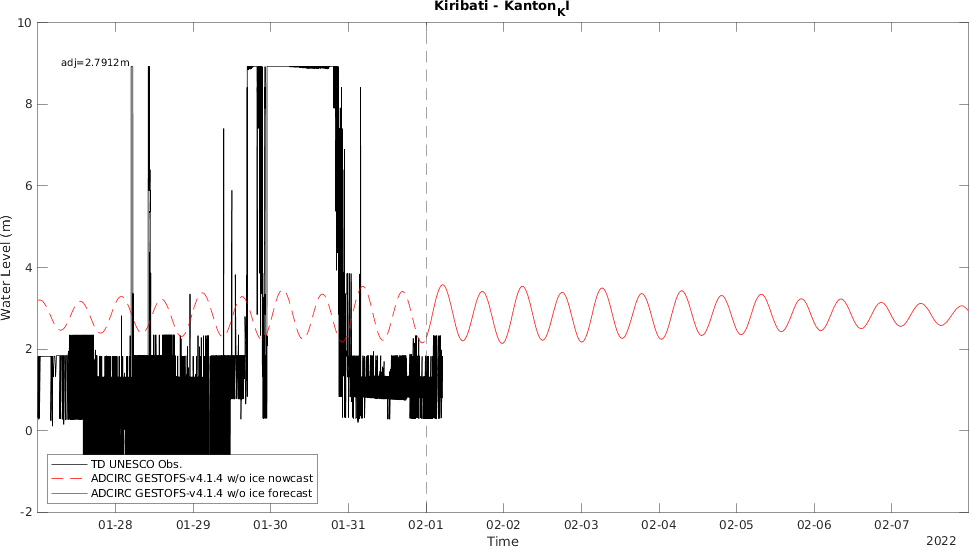 Kiribati - Kanton_KI
10
adj=2.7912m
8
6
4
2
0
-2
Water Level (m)
TD UNESCO Obs.
ADCIRC GESTOFS-v4.1.4 w/o ice nowcast
ADCIRC GESTOFS-v4.1.4 w/o ice forecast
01-28 01-29 01-30 01-31 02-01 02-02 02-03 02-04 02-05 02-06 02-07
Time
2022